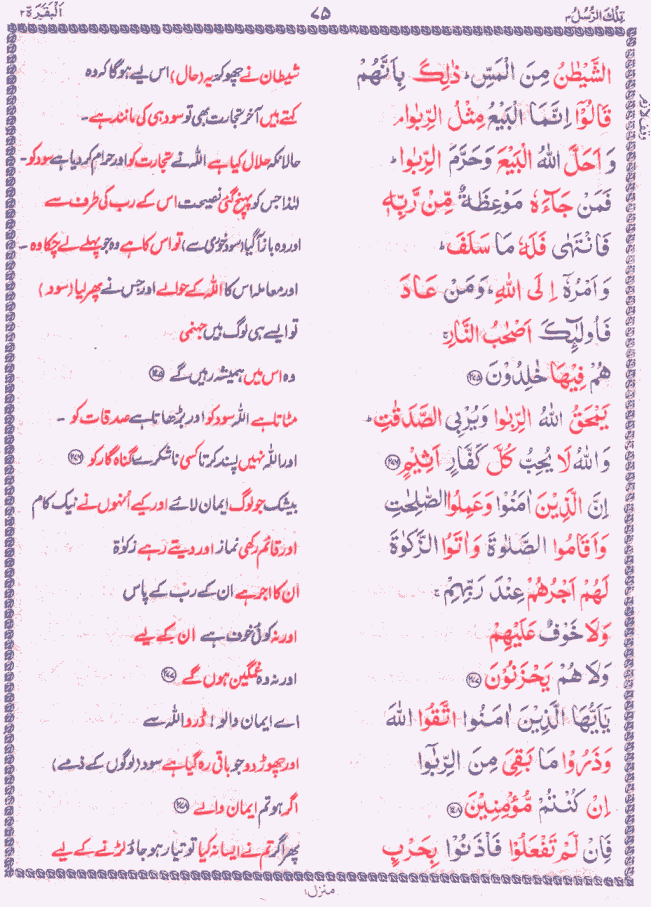 تِلْكَ الرُّسُلُ ۳
۷۵
اَلْبَقَرَة ۲
الشَّيْطٰنُ مِنَ الْمَسِّ ؕ ذٰلِكَ بِاَنَّهُمْ
شیطان نے چھو کر یہ (حال) اس لیے ہوگا کہ وہ
قَالُوْۤا اِنَّمَا الْبَيْعُ مِثْلُ الرِّبٰوا ۘ
کہتے ہیں آخر تجارت بھی تو سود ہی کی مانند ہے۔
وَ اَحَلَّ اللّٰهُ الْبَيْعَ وَ حَرَّمَ الرِّبٰوا ؕ
حالانکہ حلال کیا ہے اللہ نے تجارت کو اور حرام کر دیا ہے سود کو۔
فَمَنْ جَآءَهٗ مَوْعِظَةٌ مِّنْ رَّبِّهٖ
لہٰذا جس کو پہنچ گئی نصیحت اس کے رب کی طرف سے
فَانْتَهٰى فَلَهٗ مَا سَلَفَ ؕ
اور وہ باز آگیا (سود خوری سے) تو اس کا ہے وہ جو پہلے لے چکا وہ۔
وَ اَمْرُهٗۤ اِلَى اللّٰهِ ؕ وَمَنْ عَادَ
اور معاملہ اس کا اللہ کے حوالے اور جس نے پھر لیا (سود)
فَاُولٰٓئِكَ اَصْحٰبُ النَّارِ ۚ
تو ایسے ہی لوگ ہیں جہنمی
هُمْ فِيْهَا خٰلِدُوْنَ ۲۷۵
وہ اس میں ہمیشہ رہیں گے ۲۷۵
يَمْحَقُ اللّٰهُ الرِّبٰوا وَيُرْبِى الصَّدَقٰتِ ؕ
مٹاتا ہے اللہ سود کو اور بڑھاتا ہے صدقات کو۔
وَاللّٰهُ لَا يُحِبُّ كُلَّ كَفَّارٍ اَثِيْمٍ ۲۷۶
اور اللہ نہیں پسند کرتا کسی ناشکرے گناہ گار کو ۲۷۶
اِنَّ الَّذِيْنَ اٰمَنُوْا وَعَمِلُوا الصّٰلِحٰتِ
بیشک جو لوگ ایمان لائے اور کیے اُنہوں نے نیک کام
وَاَقَامُوا الصَّلٰوةَ وَاٰتَوُا الزَّكٰوةَ
اور قائم رکھی نماز اور دیتے رہے زکوٰۃ
لَهُمْ اَجْرُهُمْ عِنْدَ رَبِّهِمْ ۚ
ان کا اجر ہے ان کے رب کے پاس
وَلَا خَوْفٌ عَلَيْهِمْ
اور نہ کوئی خوف ہے ان کے لیے
وَلَا هُمْ يَحْزَنُوْنَ ۲۷۷
اور نہ وہ غمگین ہوں گے ۲۷۷
يٰۤاَيُّهَا الَّذِيْنَ اٰمَنُوا اتَّقُوا اللّٰهَ
اے ایمان والو! ڈرو اللہ سے
وَذَرُوْا مَا بَقِىَ مِنَ الرِّبٰۤوا
اور چھوڑ دو جو باقی رہ گیا ہے سود (لوگوں کے ذمے)
اِنْ كُنْتُمْ مُّؤْمِنِيْنَ ۲۷۸
اگر ہو تم ایمان والے ۲۷۸
فَاِنْ لَّمْ تَفْعَلُوْا فَاْذَنُوْا بِحَرْبٍ
پھر اگر تم نے ایسا نہ کیا تو تیار ہو جاؤ لڑنے کے لیے
منزل ۱